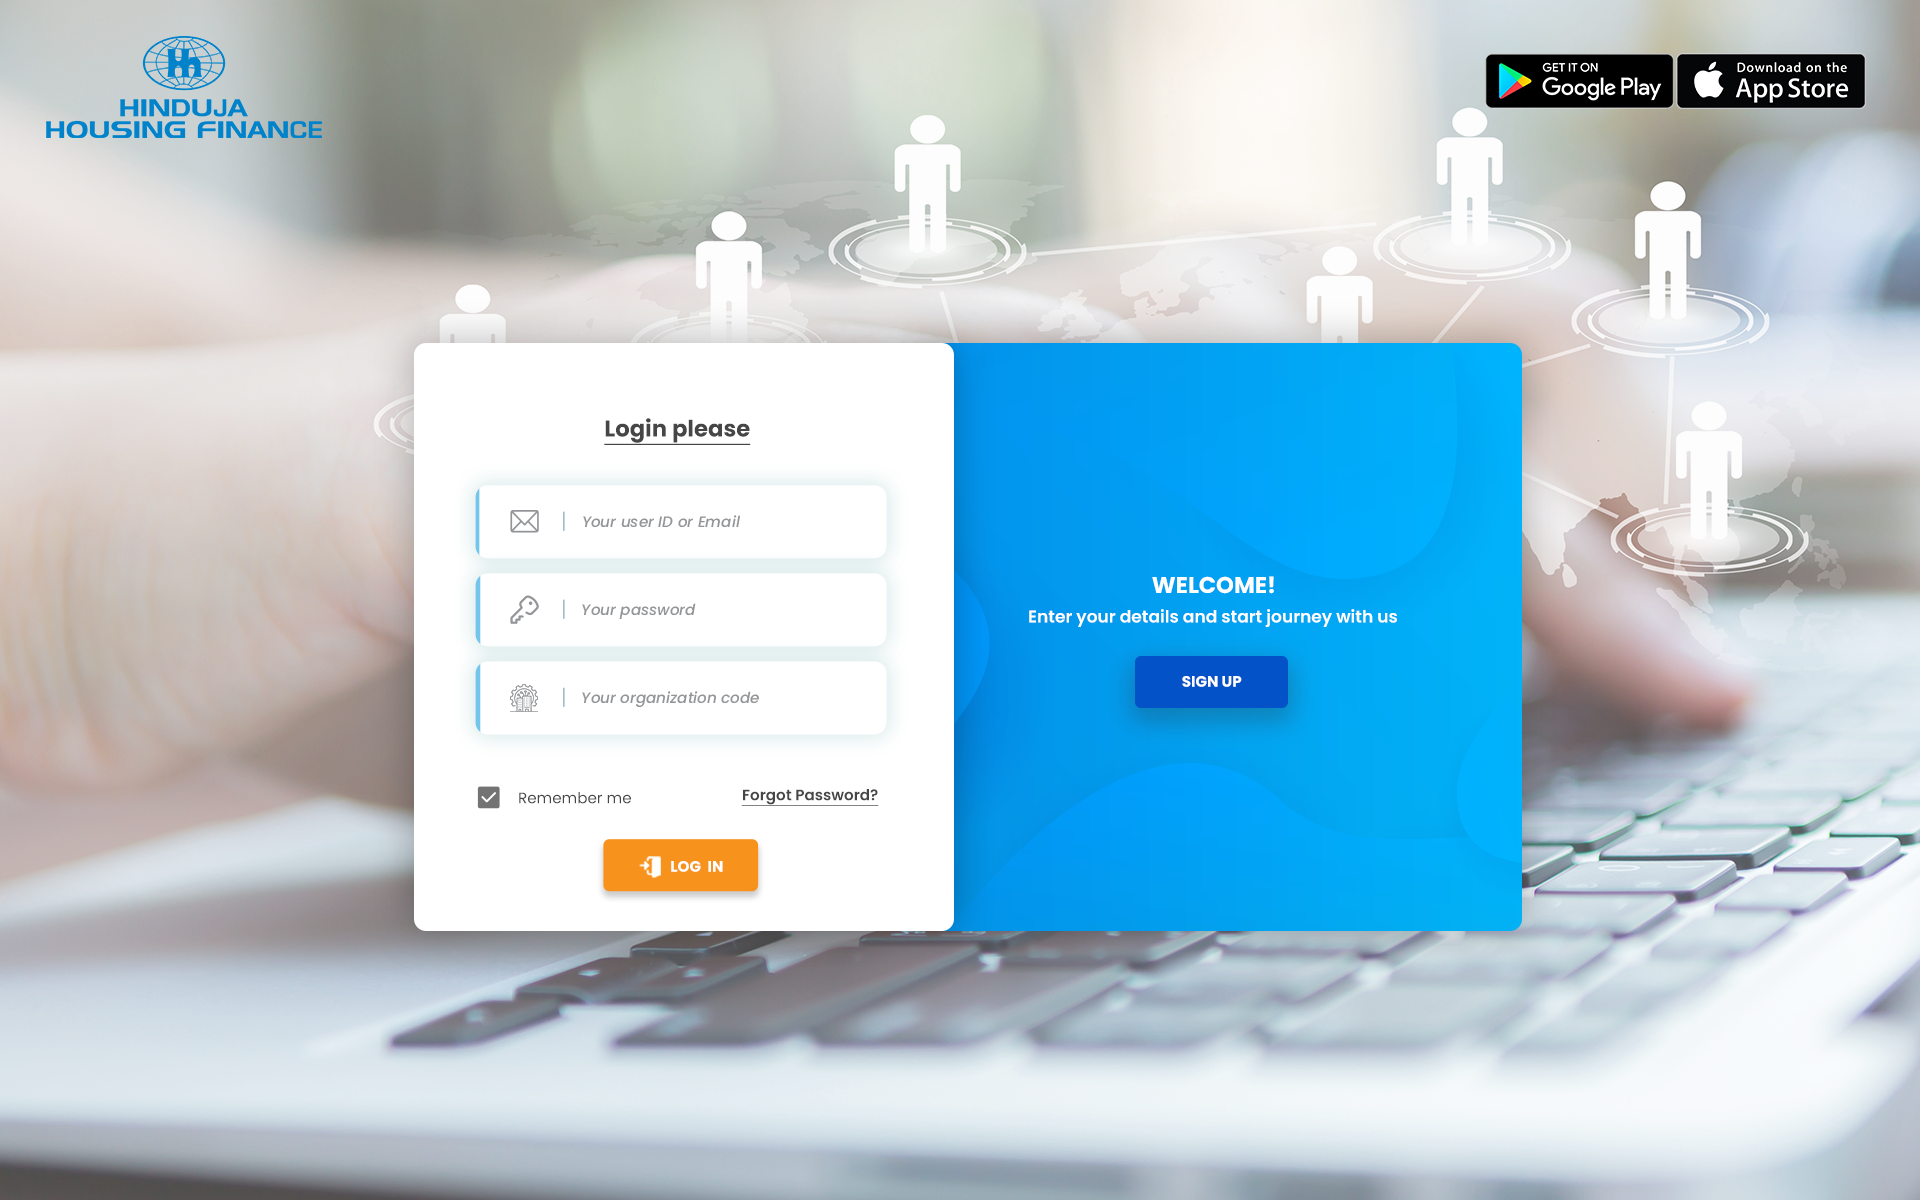 HINDUJA
HOUSING FINANCE
GET IT ON
Google Play
Download on the
App Store
Login please
Your user ID or Email
Your password
Your organization code
Remember me
Forgot Password?
LOG IN
WELCOME!
Enter your details and start journey with us
SIGN UP